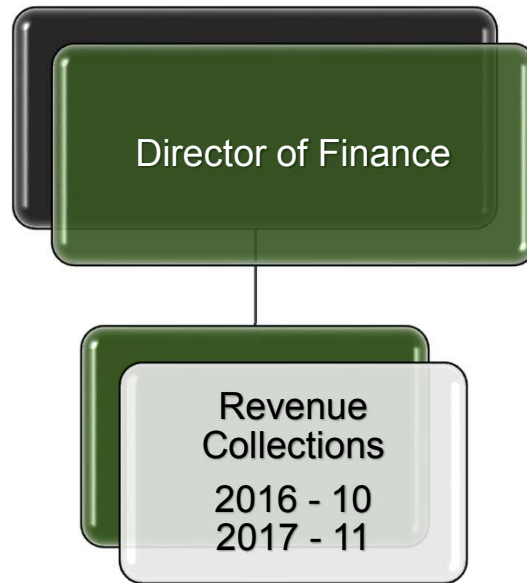 Director of Finance
Revenue
Collections
2016 - 10
2017 - 11